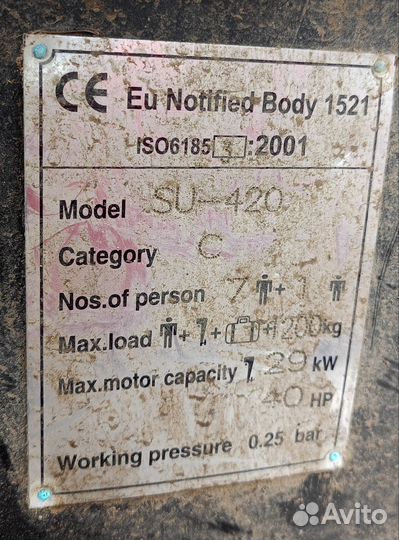 CE Eu Notified Body 1521
ISO6185 3 :2001
Model SU-420
Category C
Nos.of person 7 + 1
Max.load + + + 1200kg
Max.motor capacity 29 kW
40 HP
Working pressure 0.25 bar
Avito